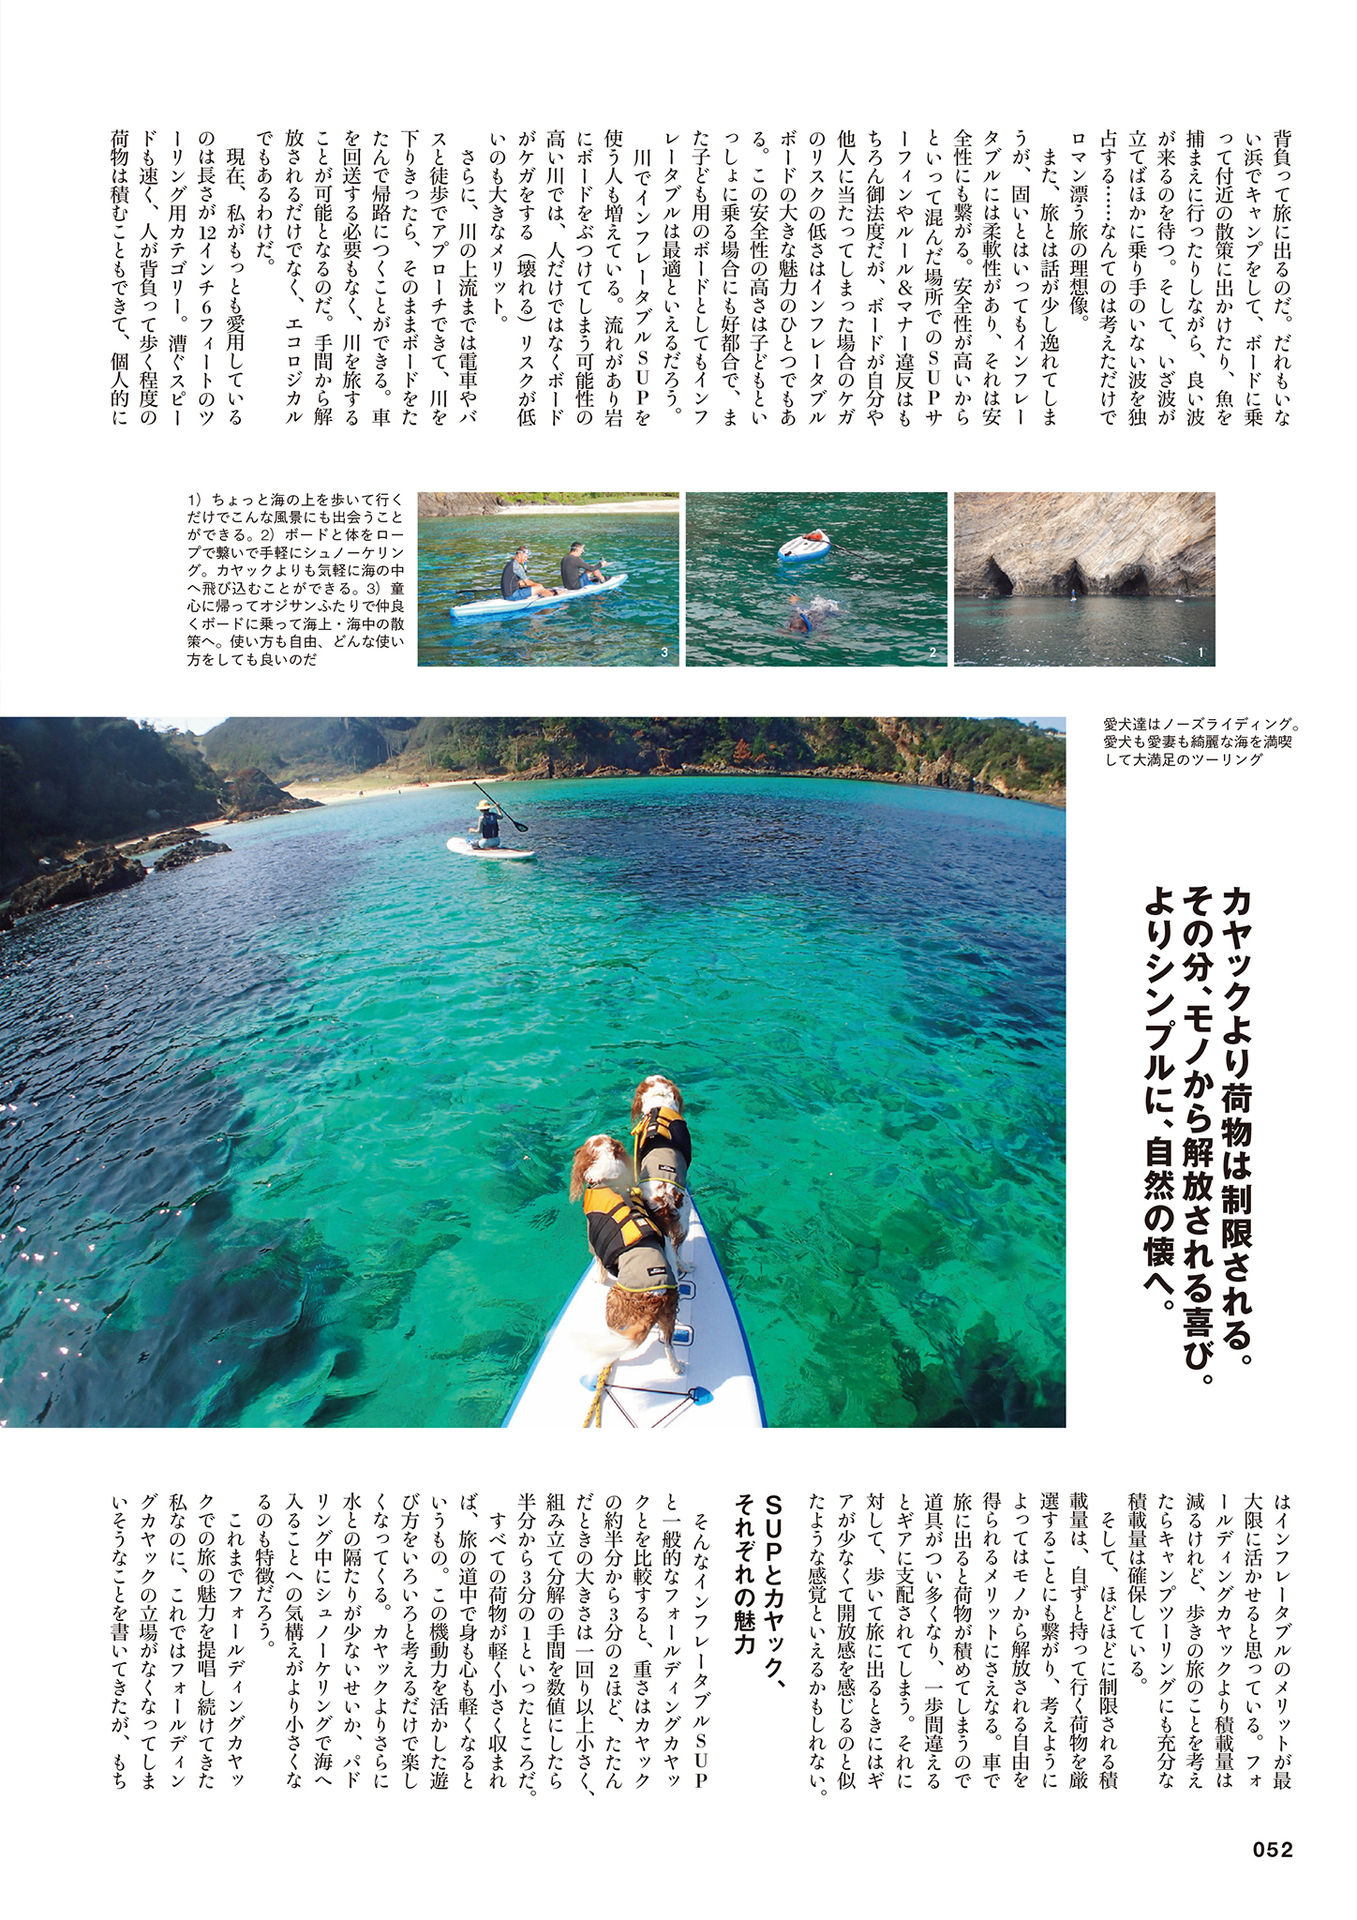 背負って旅に出るのだ。だれもいな
い浜でキャンプをして、ボードに乗
って付近の散策に出かけたり、魚を
捕まえに行ったりしながら、良い波
が来るのを待つ。そして、いざ波が
立てばほかに乗り手のいない波を独
占する……なんてのは考えただけで
ロマン漂う旅の理想像。
また、旅とは話が少し逸れてしま
うが、固いとはいってもインフレー
タブルには柔軟性があり、それは安
全性にも繋がる。安全性が高いから
といって混んだ場所でのSUPサ
ーフィンやルール＆マナー違反はも
ちろん御法度だが、ボードが自分や
他人に当たってしまった場合のケガ
のリスクの低さはインフレータブル
ボードの大きな魅力のひとつでもあ
る。この安全性の高さは子どもとい
っしょに乗る場合にも好都合で、ま
た子ども用のボードとしてもインフ
レータブルは最適といえるだろう。
川でインフレータブルSUPを
使う人も増えている。流れがあり岩
にボードをぶつけてしまう可能性の
高い川では、人だけではなくボード
がケガをする（壊れる）リスクが低
いのも大きなメリット。
さらに、川の上流までは電車やバ
スと徒歩でアプローチできて、川を
下りきったら、そのままボードをた
たんで帰路につくことができる。車
を回送する必要もなく、川を旅する
ことが可能となるのだ。手間から解
放されるだけでなく、エコロジカル
でもあるわけだ。
現在、私がもっとも愛用している
のは長さが12インチ6フィートのツ
ーリング用カテゴリー。漕ぐスピー
ドも速く、人が背負って歩く程度の
荷物は積むこともできて、個人的に
1）ちょっと海の上を歩いて行く
だけでこんな風景にも出会うこと
ができる。2）ボードと体をロー
プで繋いで手軽にシュノーケリン
グ。カヤックよりも気軽に海の中
へ飛び込むことができる。3）童
心に帰ってオジサンふたりで仲良
くボードに乗って海上・海中の散
策へ。使い方も自由、どんな使い
方をしても良いのだ
3
2
1
愛犬達はノーズライディング。
愛犬も愛妻も綺麗な海を満喫
して大満足のツーリング
カヤックより荷物は制限される。
その分、モノから解放される喜び。
よりシンプルに、自然の懐へ。
はインフレータブルのメリットが最
大限に活かせると思っている。フォ
ールディングカヤックより積載量は
減るけれど、歩きの旅のことを考え
たらキャンプツーリングにも充分な
積載量は確保している。
そして、ほどほどに制限される積
載量は、自ずと持って行く荷物を厳
選することにも繋がり、考えように
よってはモノから解放される自由を
得られるメリットにさえなる。車で
旅に出ると荷物が積めてしまうので
道具がつい多くなり、一歩間違える
とギアに支配されてしまう。それに
対して、歩いて旅に出るときにはギ
アが少なくて開放感を感じるのと似
たような感覚といえるかもしれない。
SUPとカヤック、
それぞれの魅力
そんなインフレータブルSUP
と一般的なフォールディングカヤッ
クとを比較すると、重さはカヤック
の約半分から3分の2ほど、たたん
だときの大きさは一回り以上小さく、
組み立て分解の手間を数値にしたら
半分から3分の1といったところだ。
すべての荷物が軽く小さく収まれ
ば、旅の道中で身も心も軽くなると
いうもの。この機動力を活かした遊
び方をいろいろと考えるだけで楽し
くなってくる。カヤックよりさらに
水との隔たりが少ないせいか、パド
リング中にシュノーケリングで海へ
入ることへの気構えがより小さくな
るのも特徴だろう。
これまでフォールディングカヤッ
クでの旅の魅力を提唱し続けてきた
私なのに、これではフォールディン
グカヤックの立場がなくなってしま
いそうなことを書いてきたが、もち
052